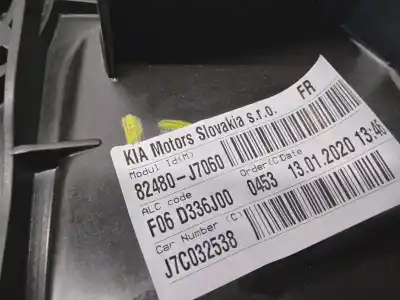 KIA Motors Slovakia s.r.o.
FR
Modul Id(M)
82480-J7060
ALC code
Order(C)Date
F06 D336J00
0453 13.01.2020 13:46
Car Number (C)
J7C032538